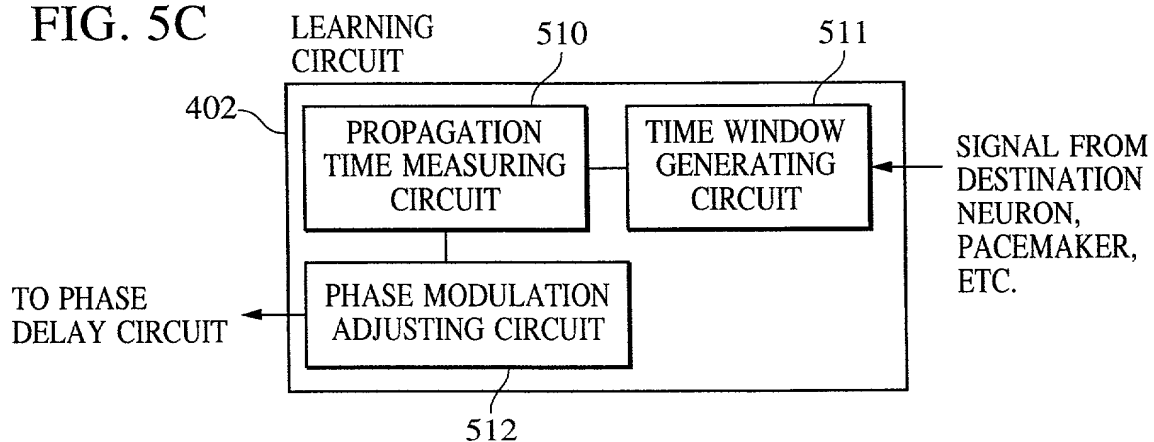 FIG. 5C
LEARNING
CIRCUIT
510
511
402
PROPAGATION
TIME MEASURING
CIRCUIT
TIME WINDOW
GENERATING
CIRCUIT
SIGNAL FROM
DESTINATION
NEURON,
PACEMAKER,
ETC.
TO PHASE
DELAY CIRCUIT
PHASE MODULATION
ADJUSTING CIRCUIT
512